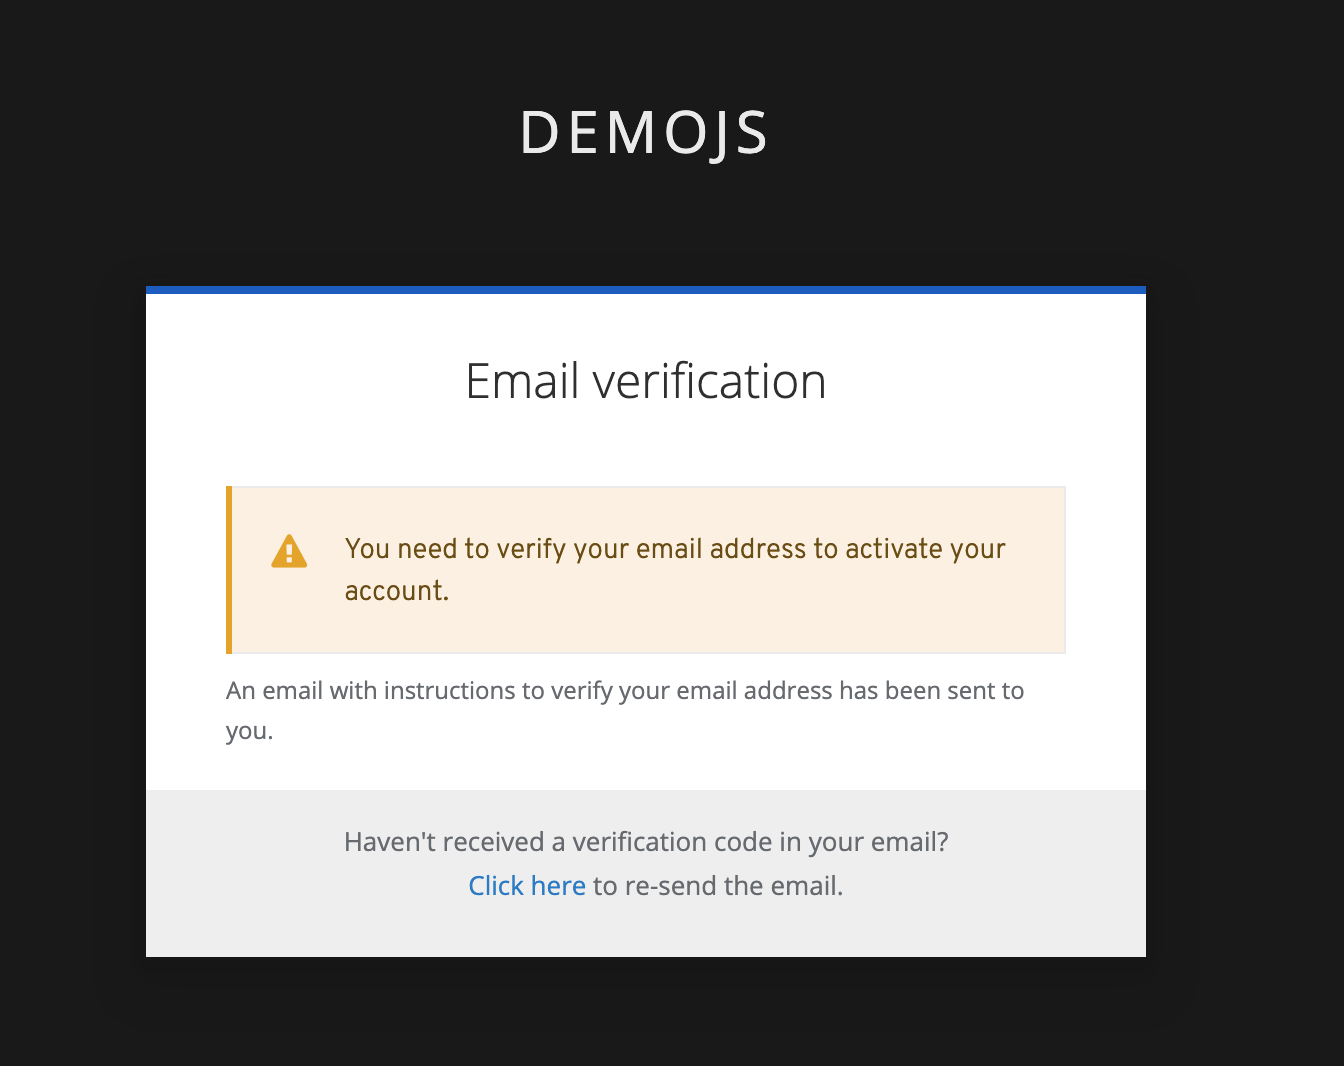 DEMOJS
Email verification
You need to verify your email address to activate your
account.
An email with instructions to verify your email address has been sent to
you.
Haven't received a verification code in your email?
Click here to re-send the email.